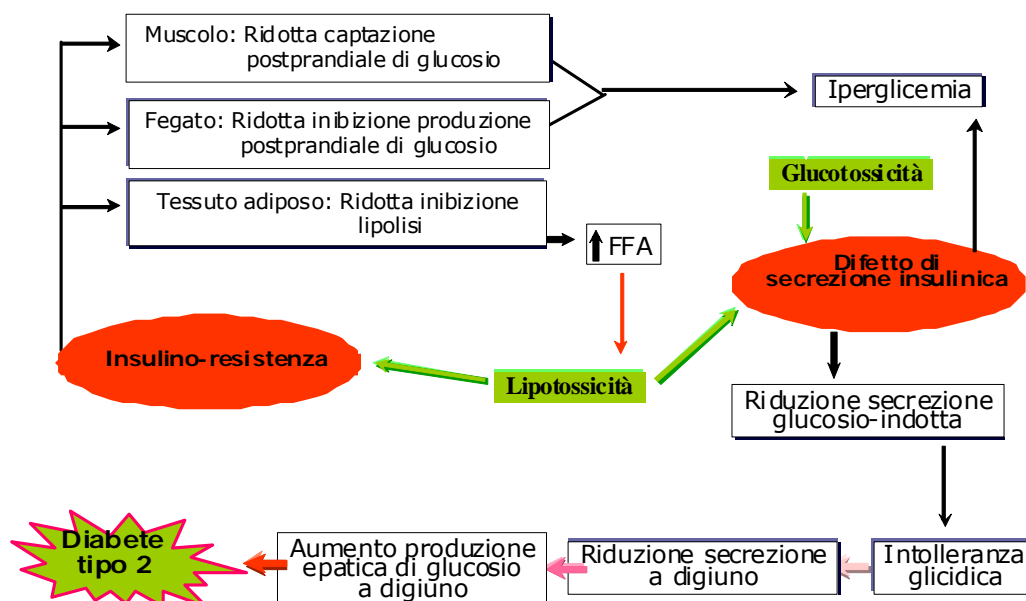 Muscolo: Ridotta captazione
postprandiale di glucosio
Iperglicemia
Fegato: Ridotta inibizione produzione
postprandiale di glucosio
Glucotossicità
Tessuto adiposo: Ridotta inibizione
lipolisi
FFA
Difetto di
secrezione insulinica
Insulino-resistenza
Lipotossicità
Riduzione secrezione
glucosio-indotta
Diabete
tipo 2
Aumento produzione
epatica di glucosio
a digiuno
Riduzione secrezione
a digiuno
Intolleranza
glicidica